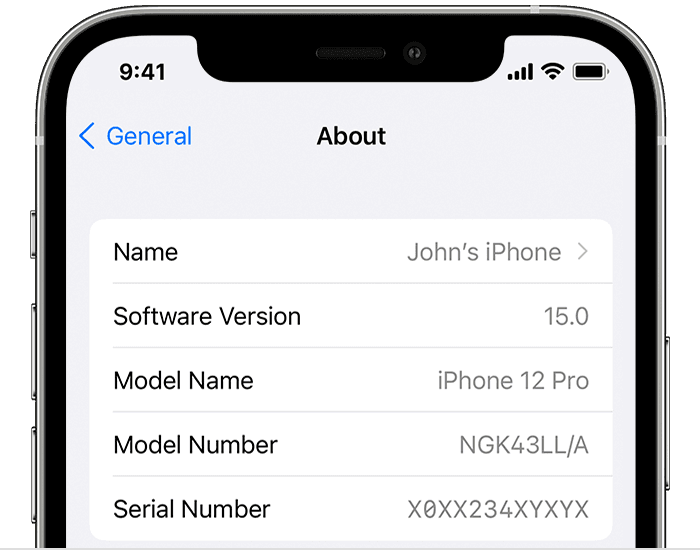 9:41
General
About
Name
John’s iPhone
Software Version
15.0
Model Name
iPhone 12 Pro
Model Number
NGK43LL/A
Serial Number
X0XX234XYXYX